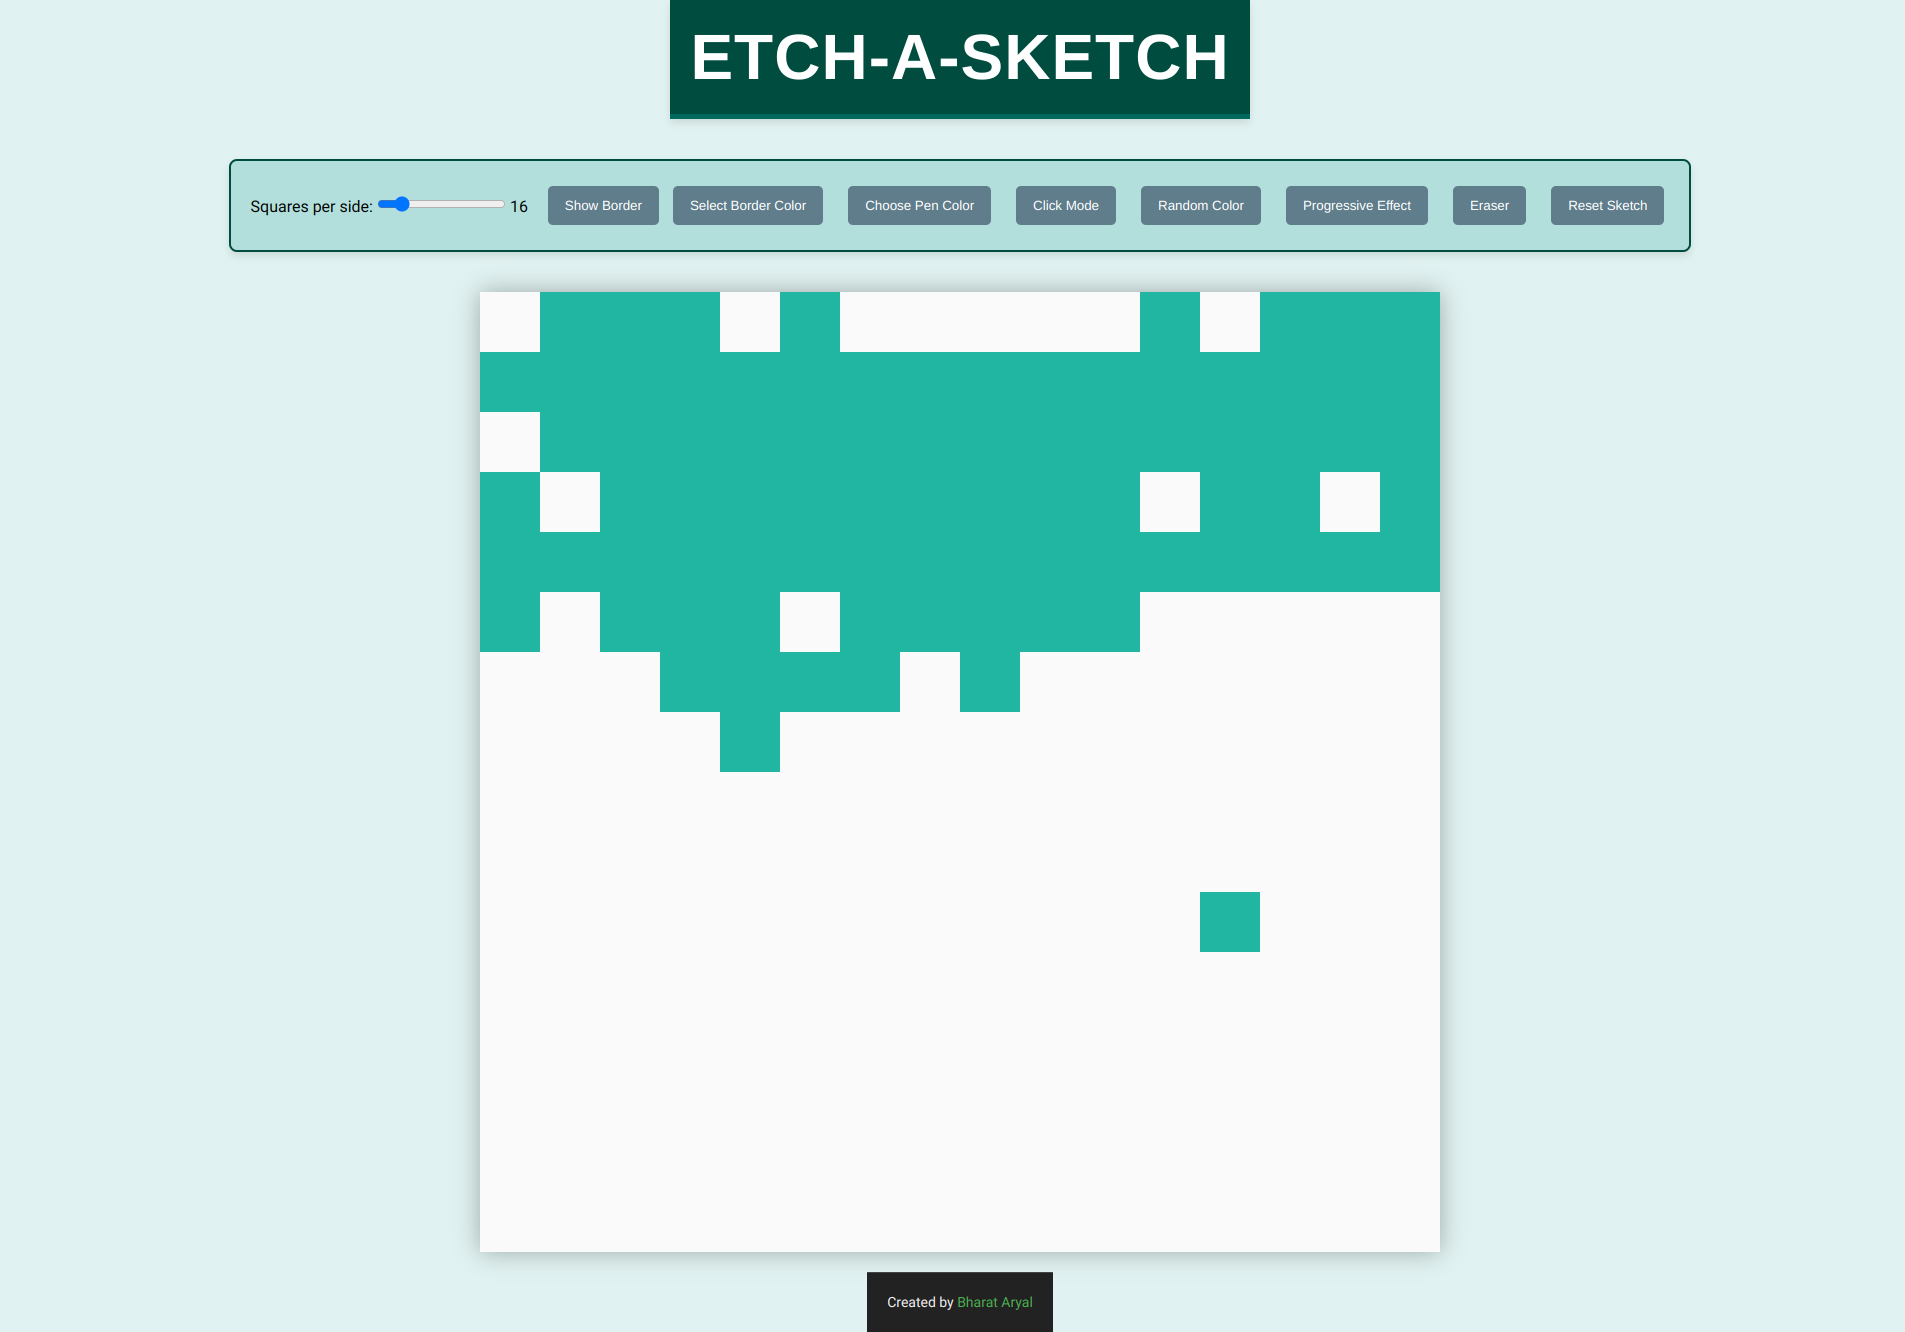 ETCH-A-SKETCH
Squares per side: 16 Show Border Select Border Color Choose Pen Color Click Mode Random Color Progressive Effect Eraser Reset Sketch
Created by Bharat Aryal